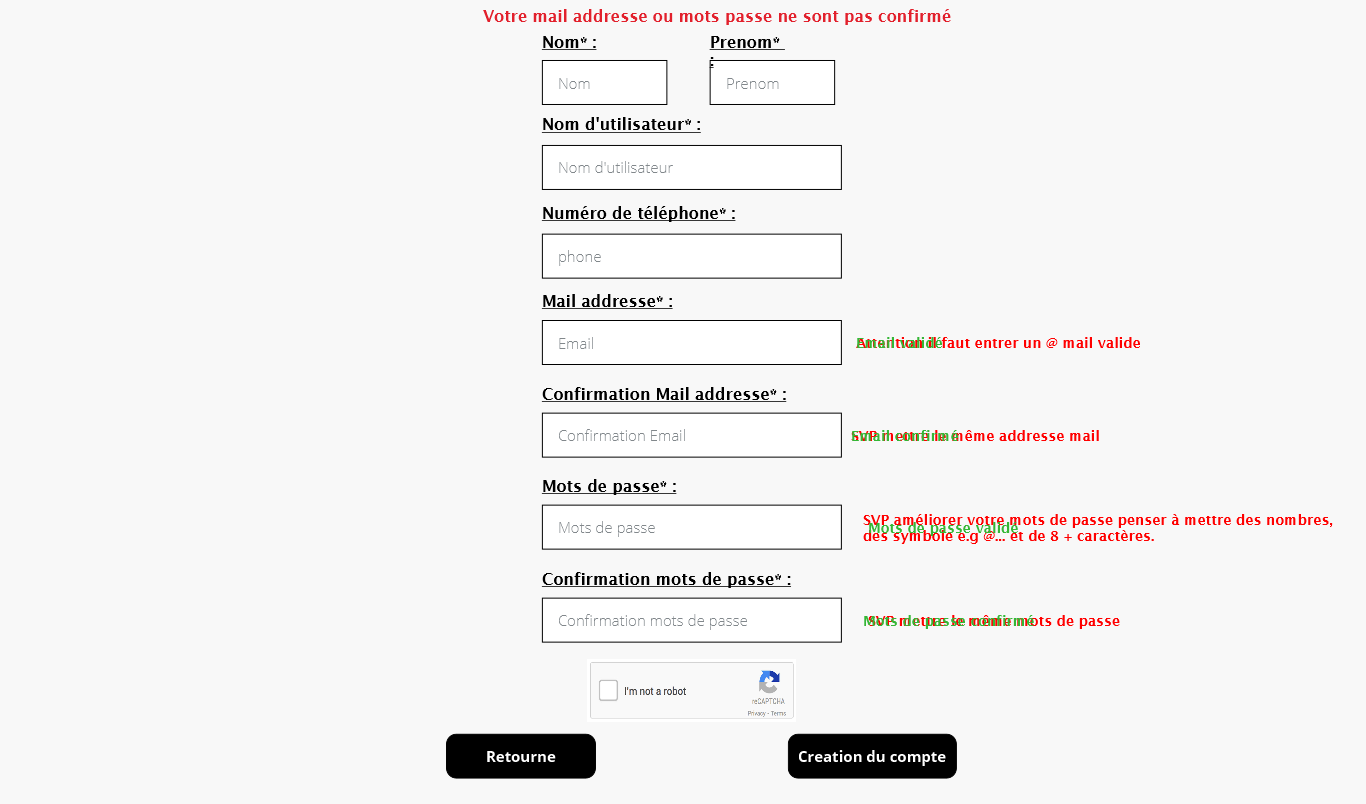 Votre mail addresse ou mots passe ne sont pas confirmé
Nom* :
Prenom*
:
Nom
Prenom
Nom d'utilisateur* :
Nom d'utilisateur
Numéro de téléphone* :
phone
Mail addresse* :
Email
Email validé
Attention il faut entrer un @ mail valide
Confirmation Mail addresse* :
Confirmation Email
Email confirmé
SVP mettre le même addresse mail
Mots de passe* :
Mots de passe
SVP améliorer votre mots de passe penser à mettre des nombres,
Mots de passe validé
des symbole e.g @... et de 8 + caractères.
Confirmation mots de passe* :
Confirmation mots de passe
Mots de passe confirmé
SVP mettre le même mots de passe
I'm not a robot
reCAPTCHA
Privacy - Terms
Retourne
Creation du compte